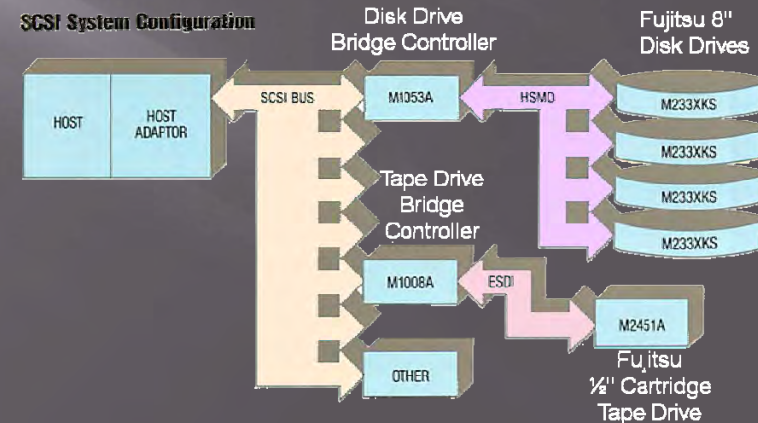 SCSI System Configuration
Disk Drive
Bridge Controller
Fujitsu 8"
Disk Drives
HOST
HOST
ADAPTOR
SCSI BUS
M1053A
HSMD
M233XKS
M233XKS
M233XKS
M233XKS
Tape Drive
Bridge
Controller
M1008A
ESDI
M2451A
OTHER
Fujitsu
½" Cartridge
Tape Drive